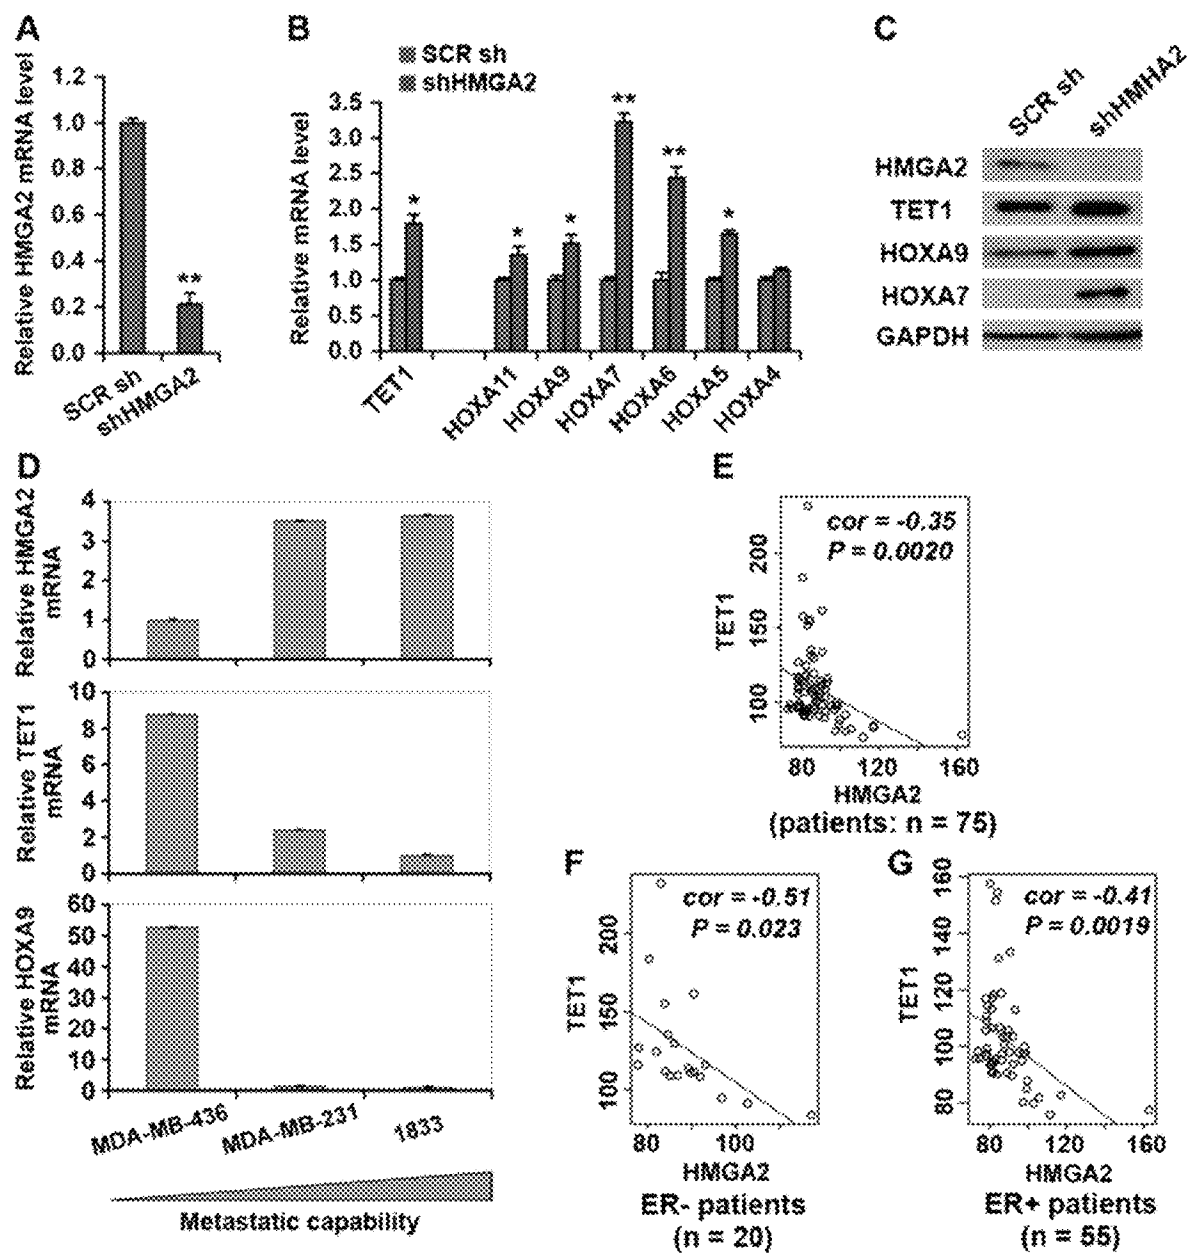 A
Relative HMGA2 mRNA level
1.2
1.0
0.8
0.6
0.4
0.2
0.0
**
SCR sh
shHMGA2
B
SCR sh
shHMGA2
Relative mRNA level
3.5
3.0
2.5
2.0
1.5
1.0
0.5
0.0
*
*
*
**
**
*
TET1
HOXA11
HOXA9
HOXA7
HOXA6
HOXA5
HOXA4
C
SCR sh
shHMHA2
HMGA2
TET1
HOXA9
HOXA7
GAPDH
D
Relative HMGA2
mRNA
4
3
2
1
0
Relative TET1
mRNA
10
8
6
4
2
0
Relative HOXA9
mRNA
60
50
40
30
20
10
0
MDA-MB-436
MDA-MB-231
1833
Metastatic capability
E
cor = -0.35
P = 0.0020
TET1
200
150
100
80
120
160
HMGA2
(patients: n = 75)
F
cor = -0.51
P = 0.023
TET1
200
150
100
80
100
HMGA2
ER- patients
(n = 20)
G
cor = -0.41
P = 0.0019
TET1
160
140
120
100
80
80
120
160
HMGA2
ER+ patients
(n = 55)